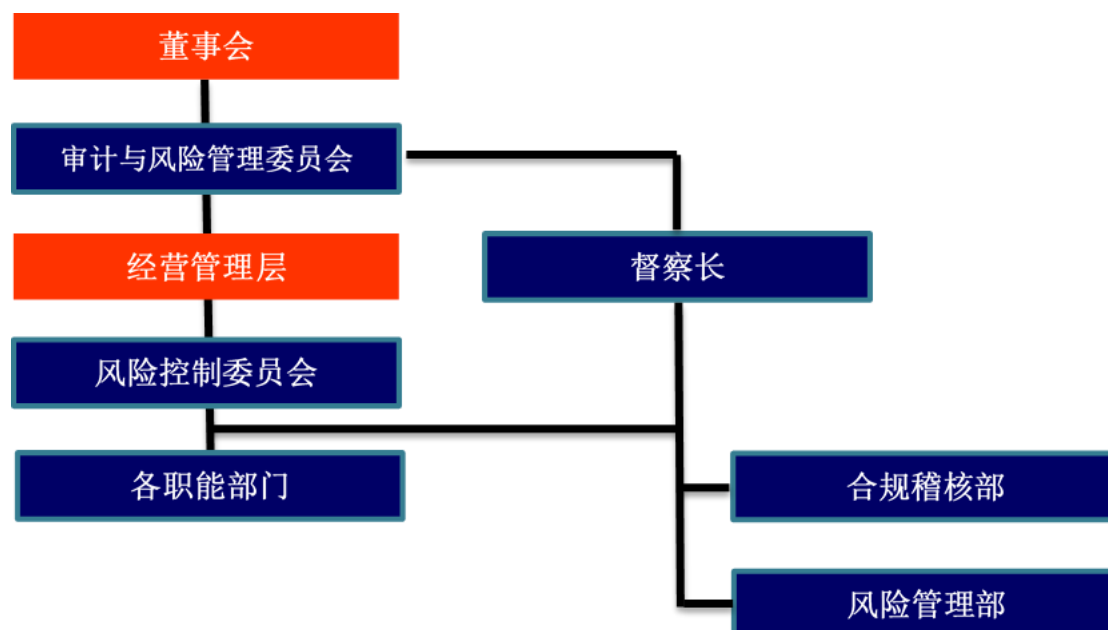 董事会
审计与风险管理委员会
经营管理层
督察长
风险控制委员会
各职能部门
合规稽核部
风险管理部